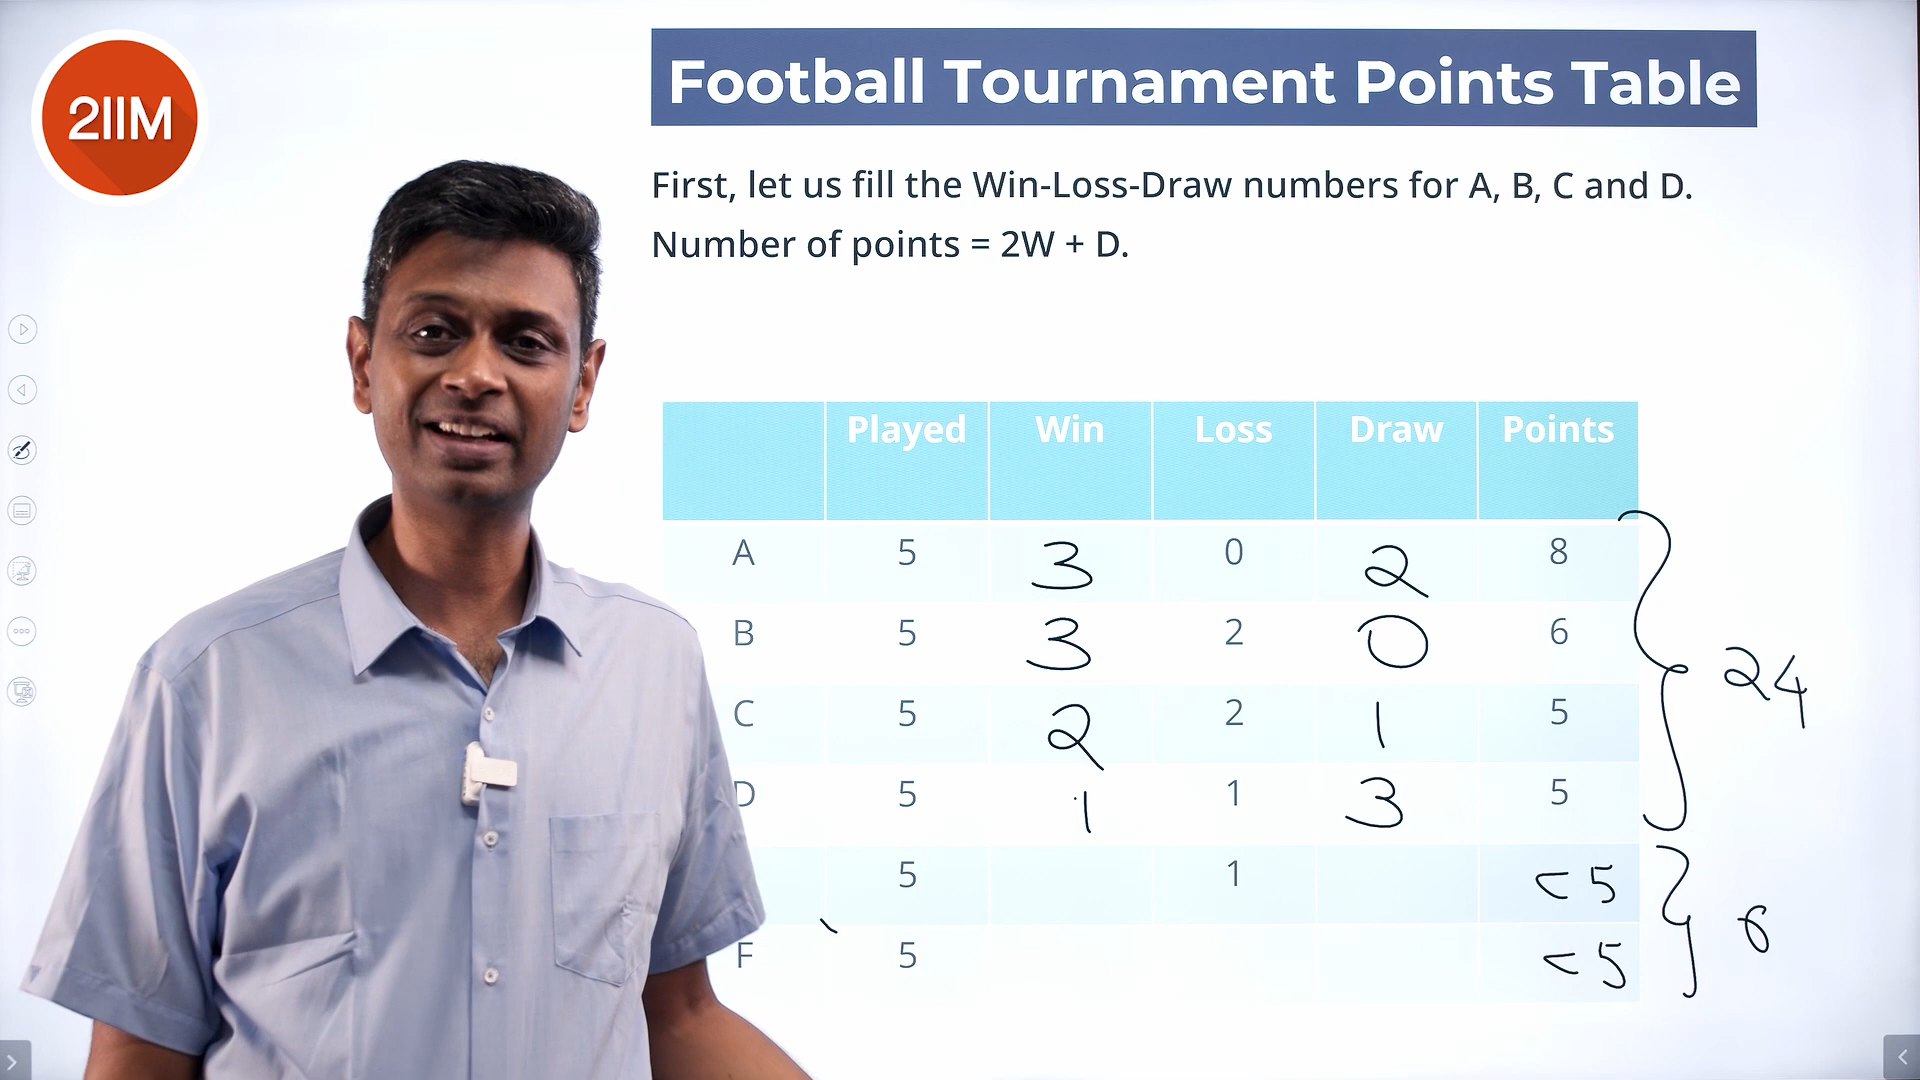 2IIM
Football Tournament Points Table
First, let us fill the Win-Loss-Draw numbers for A, B, C and D.
Number of points = 2W + D.
Played Win Loss Draw Points
A 5 3 0 2 8
B 5 3 2 0 6
C 5 2 2 1 5
D 5 1 1 3 5
5 1 <5
F 5 <5
24
6